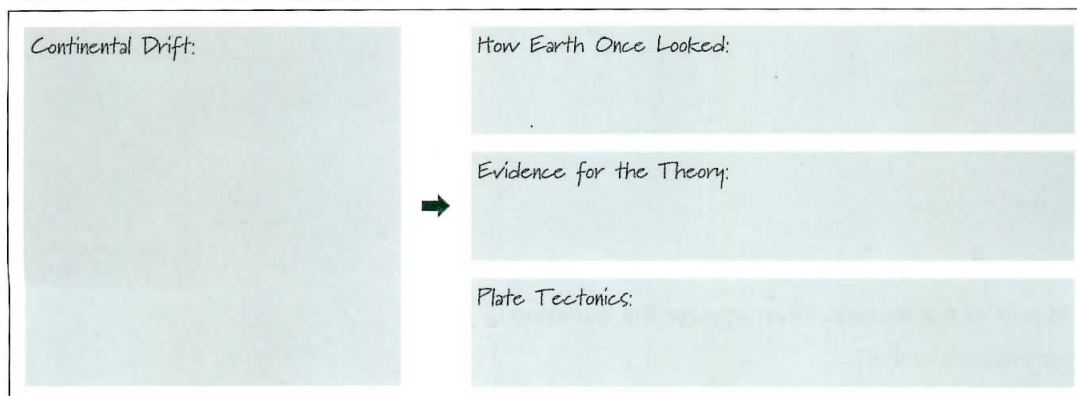 Continental Drift:
How Earth Once Looked:
Evidence for the Theory:
Plate Tectonics: